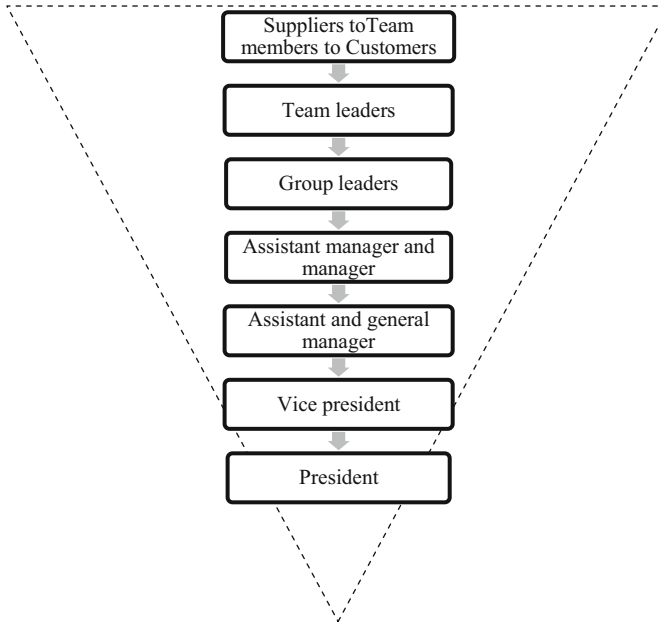 Suppliers toTeam
members to Customers
Team leaders
Group leaders
Assistant manager and
manager
Assistant and general
manager
Vice president
President